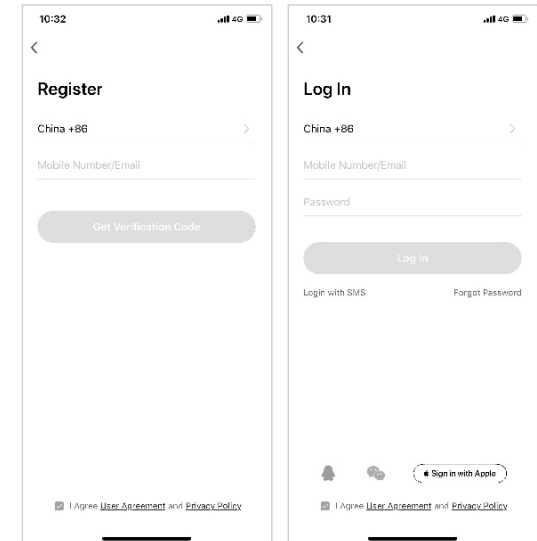 10:32
4G
Register
China +86
Mobile Number/Email
Get Verification Code
I Agree User Agreement and Privacy Policy
10:31
4G
Log In
China +86
Mobile Number/Email
Password
Log In
Login with SMS
Forgot Password
Sign in with Apple
I Agree User Agreement and Privacy Policy